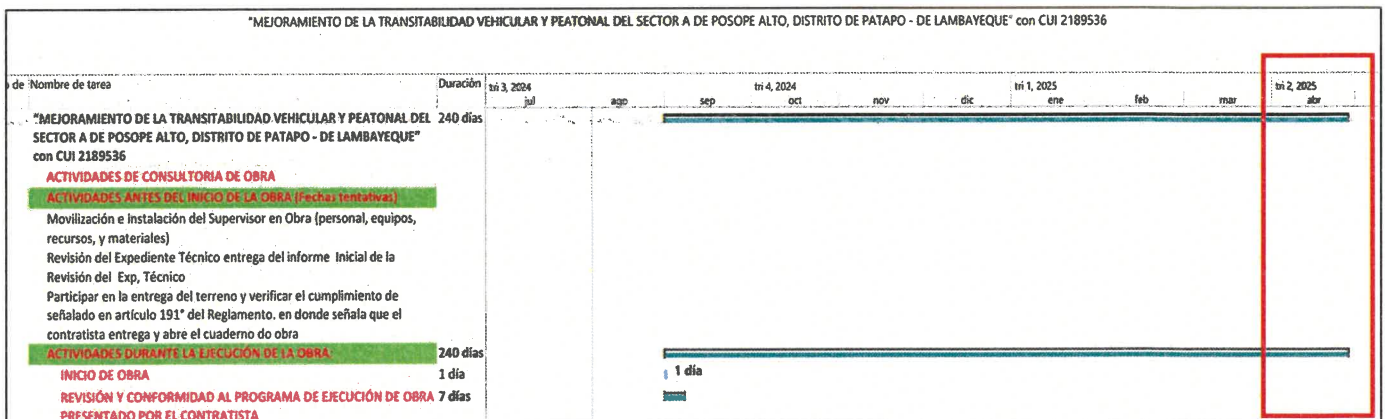 "MEJORAMIENTO DE LA TRANSITABILIDAD VEHICULAR Y PEATONAL DEL SECTOR A DE POSOPE ALTO, DISTRITO DE PATAPO - DE LAMBAYEQUE" con CUI 2189536
de Nombre de tarea Duración tri 3, 2024 tri 4, 2024 tri 1, 2025 tri 2, 2025
jul ago sep oct nov dic ene feb mar abr
"MEJORAMIENTO DE LA TRANSITABILIDAD VEHICULAR Y PEATONAL DEL 240 días
SECTOR A DE POSOPE ALTO, DISTRITO DE PATAPO - DE LAMBAYEQUE"
con CUI 2189536
ACTIVIDADES DE CONSULTORIA DE OBRA
ACTIVIDADES ANTES DEL INICIO DE LA OBRA (Fechas tentativas)
Movilización e Instalación del Supervisor en Obra (personal, equipos,
recursos, y materiales)
Revisión del Expediente Técnico entrega del informe Inicial de la
Revisión del Exp, Técnico
Participar en la entrega del terreno y verificar el cumplimiento de
señalado en artículo 191° del Reglamento. en donde señala que el
contratista entrega y abre el cuaderno do obra
ACTIVIDADES DURANTE LA EJECUCIÓN DE LA OBRA: 240 días
INICIO DE OBRA 1 día 1 día
REVISIÓN Y CONFORMIDAD AL PROGRAMA DE EJECUCIÓN DE OBRA 7 días
PRESENTADO POR EL CONTRATISTA